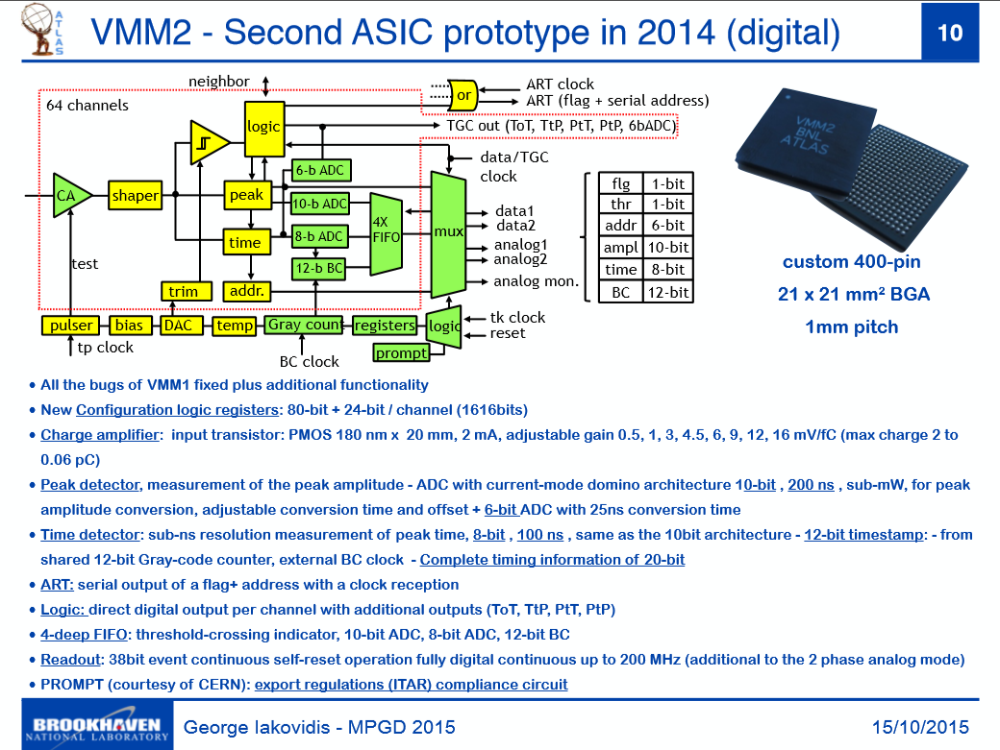 ATLAS
VMM2 - Second ASIC prototype in 2014 (digital)
10
neighbor
64 channels
or
ART clock
ART (flag + serial address)
logic
TGC out (ToT, TtP, PtT, PtP, 6bADC)
data/TGC
clock
6-b ADC
CA
shaper
peak
10-b ADC
4X
FIFO
mux
data1
data2
time
8-b ADC
analog1
analog2
12-b BC
test
trim
addr.
analog mon.
flg 1-bit
thr 1-bit
addr 6-bit
ampl 10-bit
time 8-bit
BC 12-bit
VMM2
BNL
ATLAS
custom 400-pin
21 x 21 mm² BGA
1mm pitch
pulser
bias
DAC
temp
Gray count
registers
logic
tk clock
reset
tp clock
BC clock
prompt
• All the bugs of VMM1 fixed plus additional functionality
• New Configuration logic registers: 80-bit + 24-bit / channel (1616bits)
• Charge amplifier: input transistor: PMOS 180 nm x 20 mm, 2 mA, adjustable gain 0.5, 1, 3, 4.5, 6, 9, 12, 16 mV/fC (max charge 2 to
0.06 pC)
• Peak detector, measurement of the peak amplitude - ADC with current-mode domino architecture 10-bit , 200 ns , sub-mW, for peak
amplitude conversion, adjustable conversion time and offset + 6-bit ADC with 25ns conversion time
• Time detector: sub-ns resolution measurement of peak time, 8-bit , 100 ns , same as the 10bit architecture - 12-bit timestamp: - from
shared 12-bit Gray-code counter, external BC clock - Complete timing information of 20-bit
• ART: serial output of a flag+ address with a clock reception
• Logic: direct digital output per channel with additional outputs (ToT, TtP, PtT, PtP)
• 4-deep FIFO: threshold-crossing indicator, 10-bit ADC, 8-bit ADC, 12-bit BC
• Readout: 38bit event continuous self-reset operation fully digital continuous up to 200 MHz (additional to the 2 phase analog mode)
• PROMPT (courtesy of CERN): export regulations (ITAR) compliance circuit
BROOKHAVEN
NATIONAL LABORATORY
George Iakovidis - MPGD 2015
15/10/2015